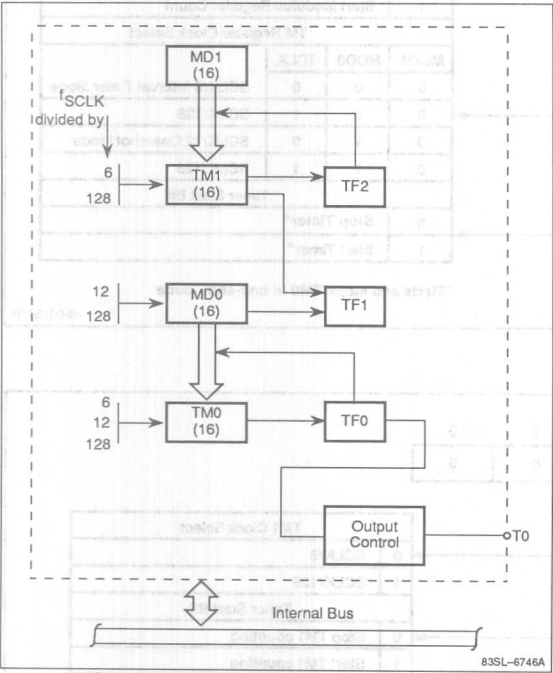 MD1
(16)
fSCLK
divided by
6
128
TM1
(16)
TF2
12
128
MD0
(16)
TF1
6
12
128
TM0
(16)
TF0
Output
Control
T0
Internal Bus
83SL–6746A